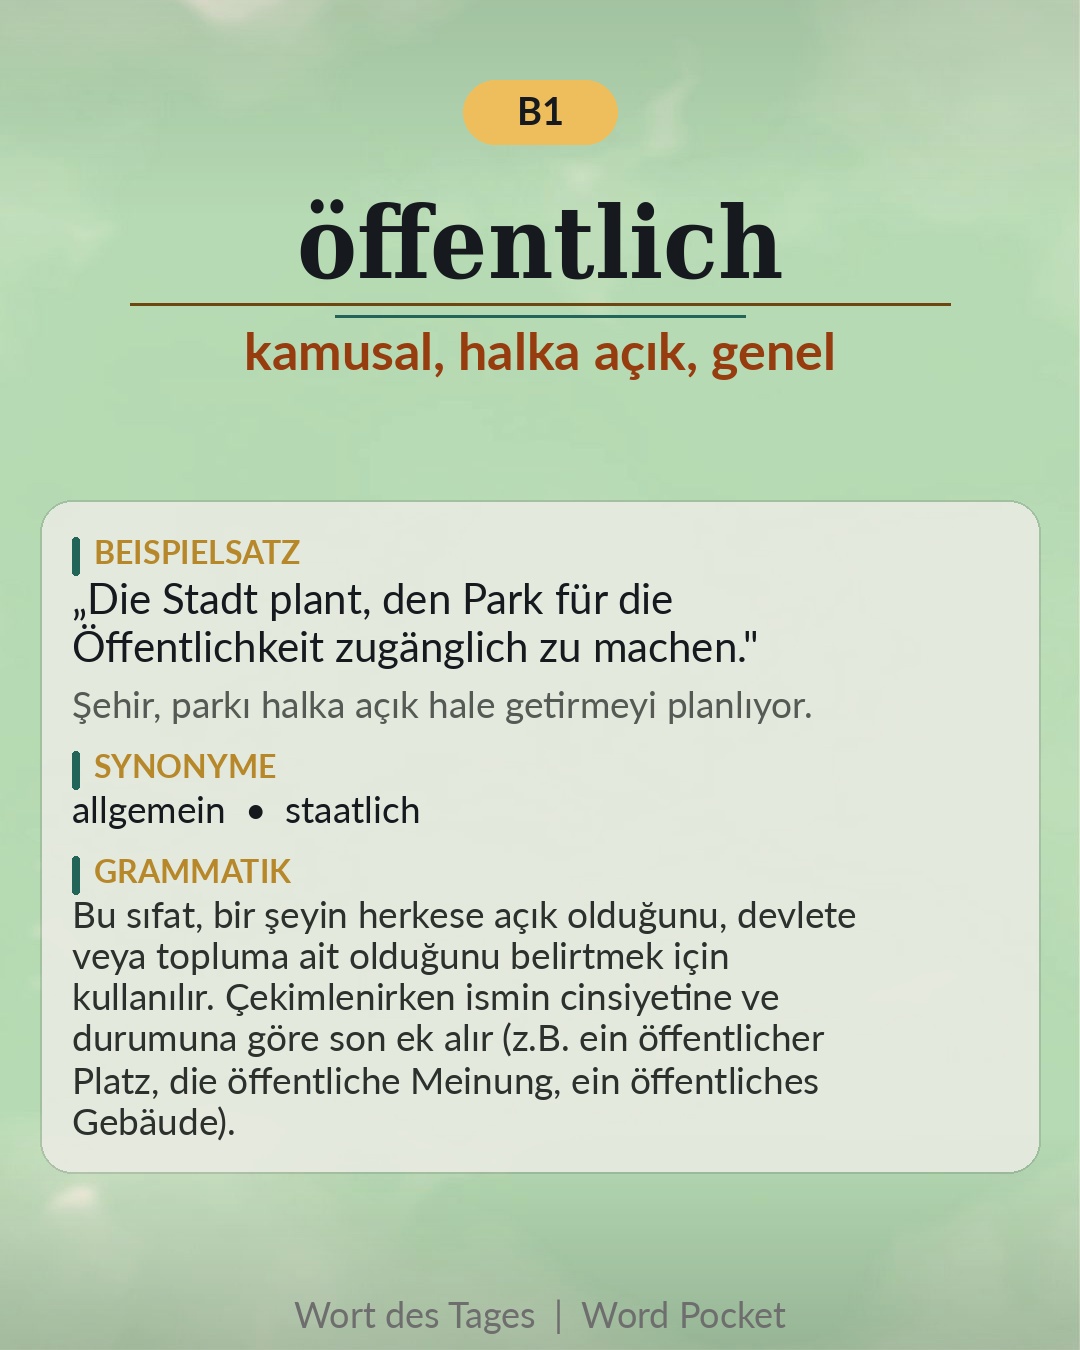 B1
öffentlich
kamusal, halka açık, genel
BEISPIELSATZ
„Die Stadt plant, den Park für die
Öffentlichkeit zugänglich zu machen."
Şehir, parkı halka açık hale getirmeyi planlıyor.
SYNONYME
allgemein • staatlich
GRAMMATIK
Bu sıfat, bir şeyin herkese açık olduğunu, devlete
veya topluma ait olduğunu belirtmek için
kullanılır. Çekimlenirken ismin cinsiyetine ve
durumuna göre son ek alır (z.B. ein öffentlicher
Platz, die öffentliche Meinung, ein öffentliches
Gebäude).
Wort des Tages | Word Pocket